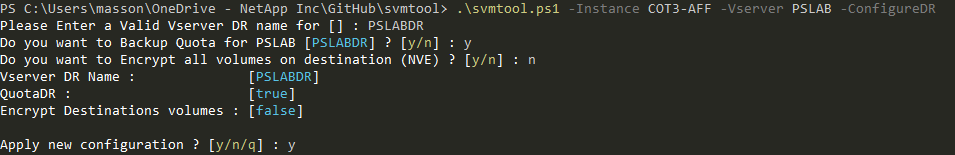 PS C:\Users\masson\OneDrive - NetApp Inc\GitHub\svmtool> .\svmtool.ps1 -Instance COT3-AFF -Vserver PSLAB -ConfigureDR
Please Enter a Valid Vserver DR name for [] : PSLABDR
Do you want to Backup Quota for PSLAB [PSLABDR] ? [y/n] : y
Do you want to Encrypt all volumes on destination (NVE) ? [y/n] : n
Vserver DR Name : [PSLABDR]
QuotaDR : [true]
Encrypt Destinations volumes : [false]
Apply new configuration ? [y/n/q] : y